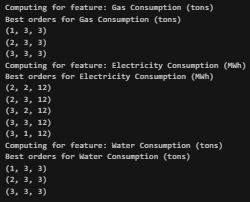 Computing for feature: Gas Consumption (tons)
Best orders for Gas Consumption (tons)
(1, 3, 3)
(2, 3, 3)
(3, 3, 3)
Computing for feature: Electricity Consumption (MWh)
Best orders for Electricity Consumption (MWh)
(2, 2, 12)
(2, 3, 12)
(3, 2, 12)
(3, 3, 12)
(3, 1, 12)
Computing for feature: Water Consumption (tons)
Best orders for Water Consumption (tons)
(1, 3, 3)
(2, 3, 3)
(3, 3, 3)